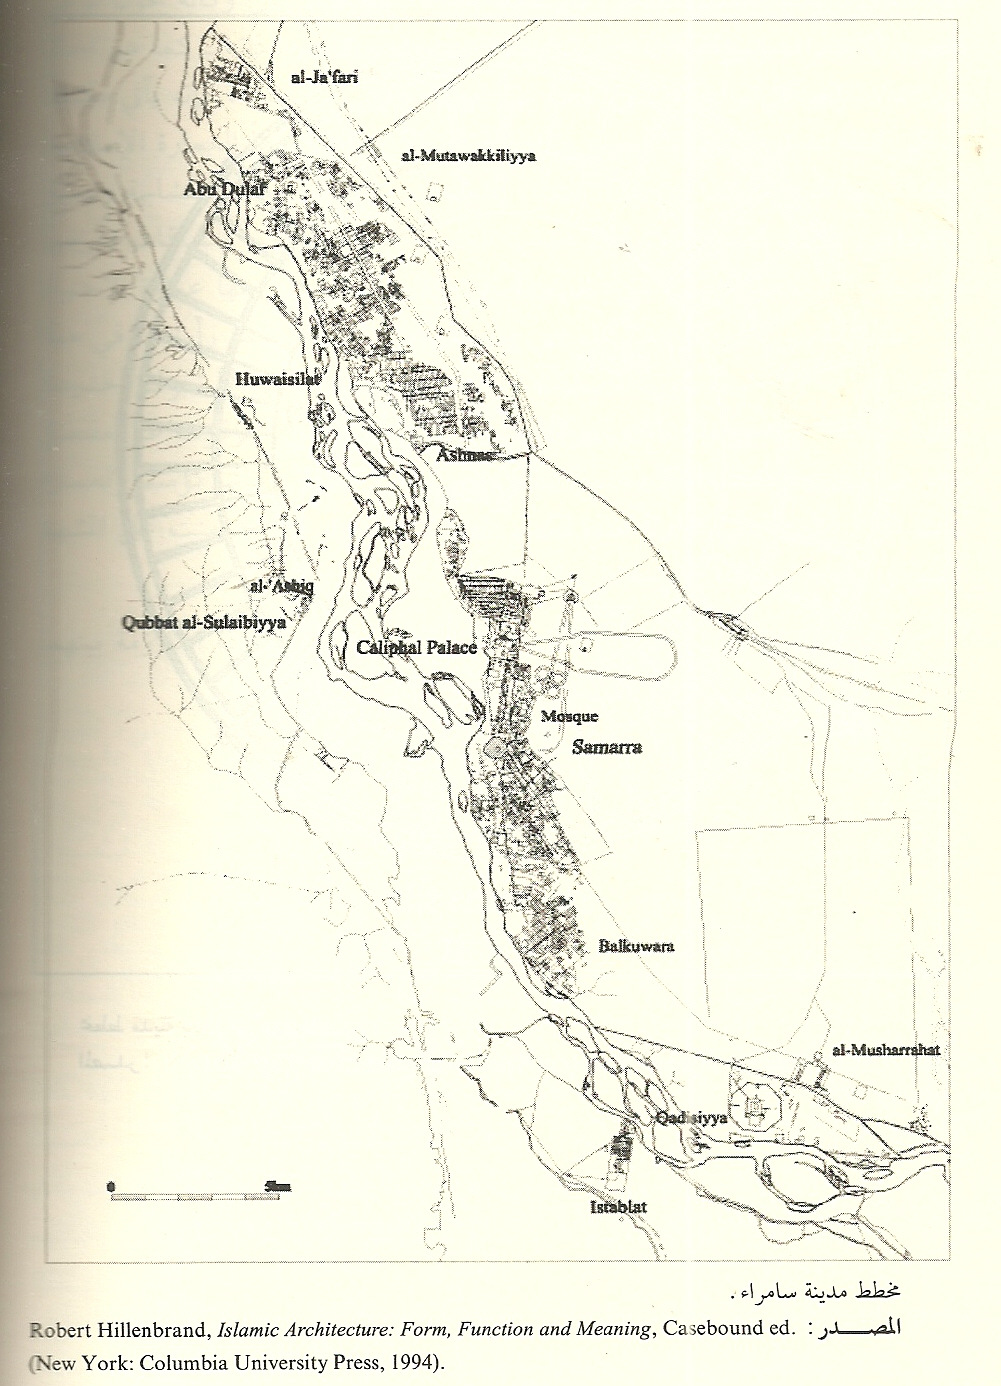 al-Ja'fari
al-Mutawakkiliyya
Abu Dulaf
Huwaisilat
Ashnas
al-'Ashiq
Qubbat al-Sulaibiyya
Caliphal Palace
Mosque
Samarra
Balkuwara
al-Musharrahat
Qadisiyya
0 5km
Istablat
مخطط مدينة سامراء .
المصدر : Robert Hillenbrand, Islamic Architecture: Form, Function and Meaning, Casebound ed.
(New York: Columbia University Press, 1994).